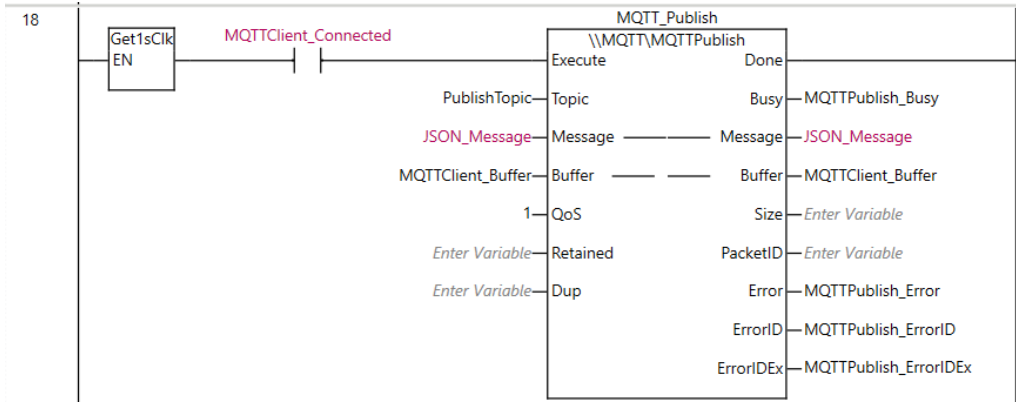 18
MQTT_Publish
Get1sClk MQTTClient_Connected \\MQTT\MQTTPublish
EN Execute Done
PublishTopic Topic Busy MQTTPublish_Busy
JSON_Message Message Message JSON_Message
MQTTClient_Buffer Buffer Buffer MQTTClient_Buffer
1 QoS Size Enter Variable
Enter Variable Retained PacketID Enter Variable
Enter Variable Dup Error MQTTPublish_Error
ErrorID MQTTPublish_ErrorID
ErrorIDEx MQTTPublish_ErrorIDEx